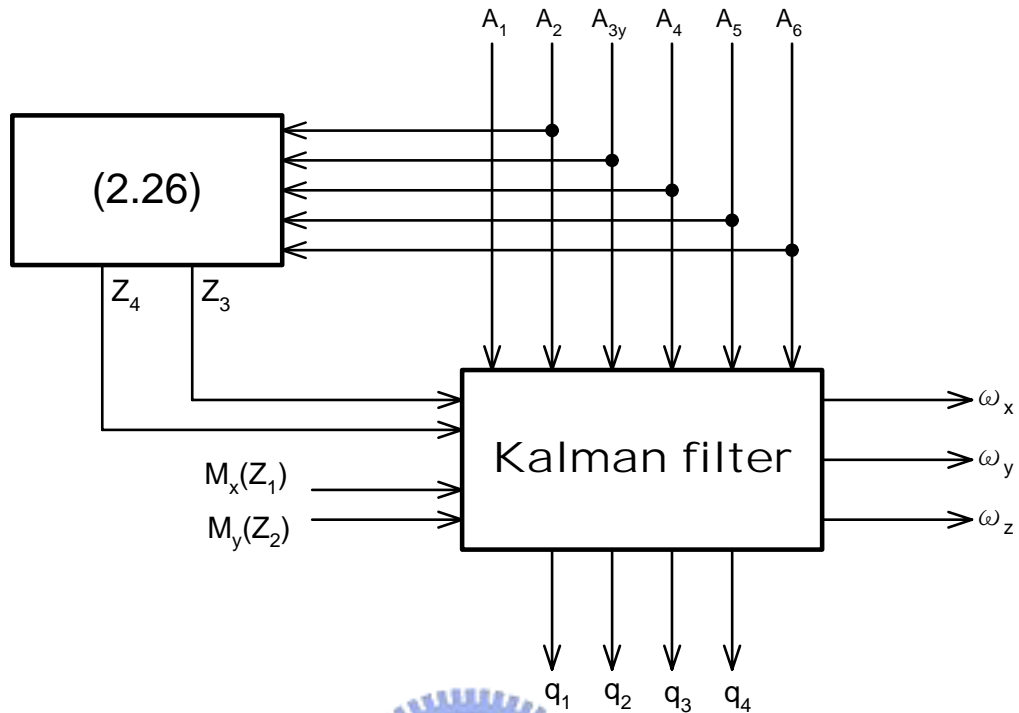 A₁ A₂ A₃y A₄ A₅ A₆
(2.26)
Z₄ Z₃
Kalman filter
ωx
ωy
ωz
Mx(Z₁)
My(Z₂)
q₁ q₂ q₃ q₄